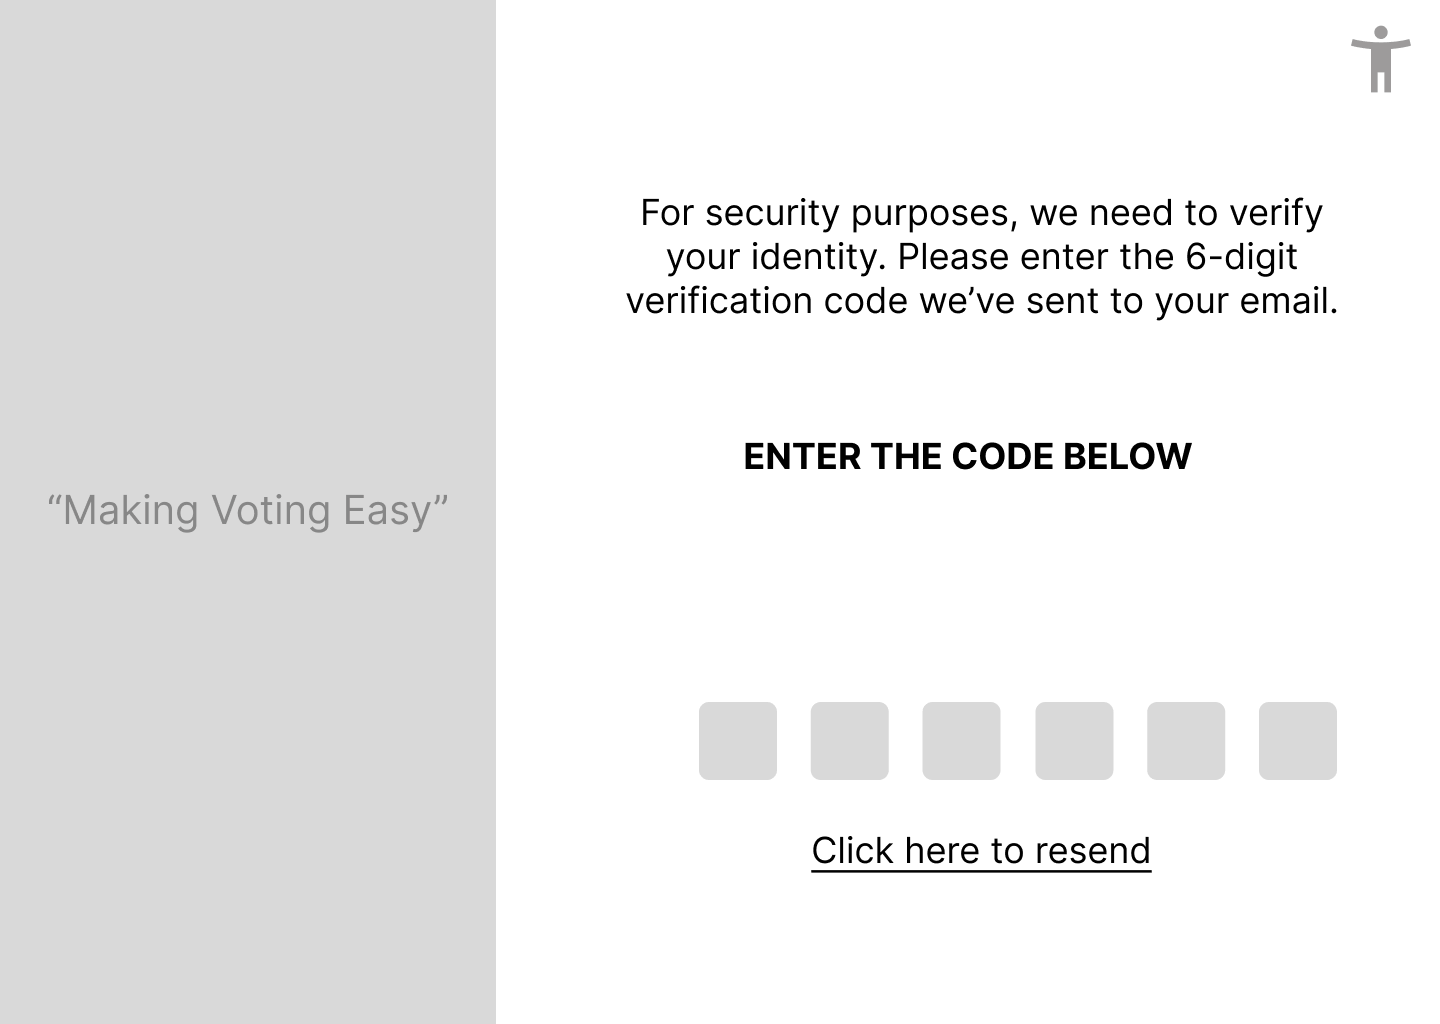 “Making Voting Easy”
For security purposes, we need to verify
your identity. Please enter the 6-digit
verification code we’ve sent to your email.
ENTER THE CODE BELOW
Click here to resend